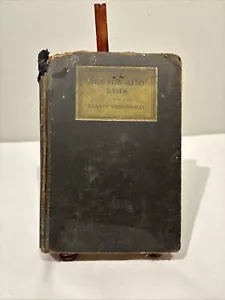 THE SUN ALSO
RISES
ERNEST HEMINGWAY